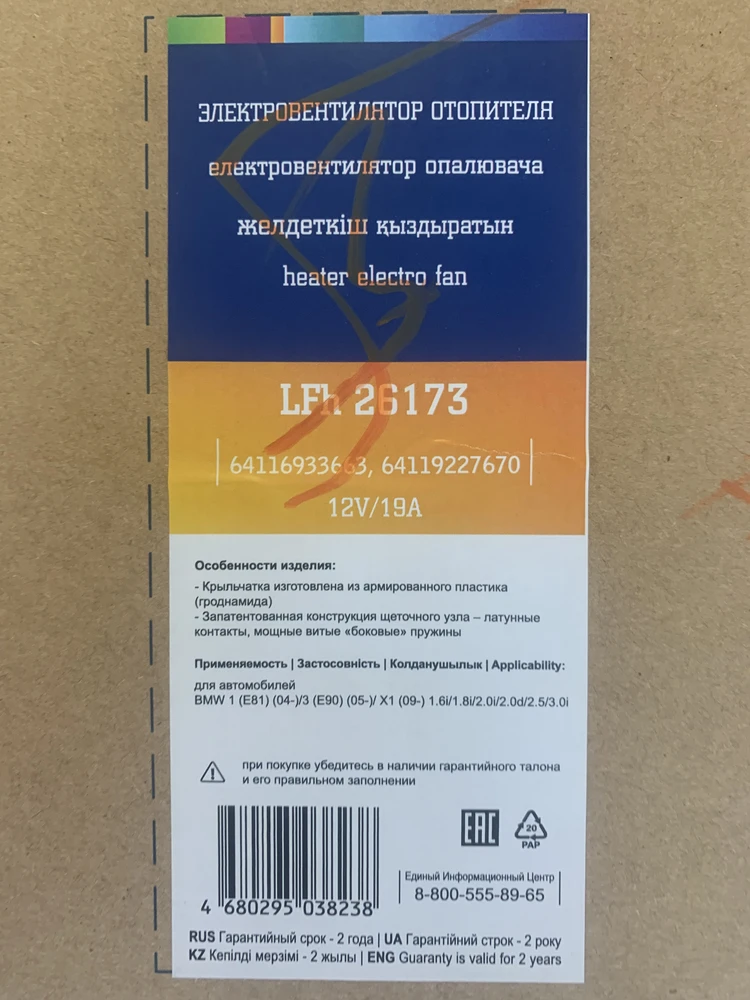 ЭЛЕКТРОВЕНТИЛЯТОР ОТОПИТЕЛЯ
електровентилятор опалювача
желдеткіш қыздыратын
heater electro fan
LFh 26173
64116933663, 64119227670
12V/19A
Особенности изделия:
- Крыльчатка изготовлена из армированного пластика
(гроднамида)
- Запатентованная конструкция щеточного узла – латунные
контакты, мощные витые «боковые» пружины
Применяемость | Застосовність | Колданушылык | Applicability:
для автомобилей
BMW 1 (E81) (04-)/3 (E90) (05-)/ X1 (09-) 1.6i/1.8i/2.0i/2.0d/2.5/3.0i
при покупке убедитесь в наличии гарантийного талона
и его правильном заполнении
EAC
20
PAP
Единый Информационный Центр
8-800-555-89-65
4 680295 038238
RUS Гарантийный срок - 2 года | UA Гарантійний строк - 2 року
KZ Кепілді мерзімі - 2 жылы | ENG Guaranty is valid for 2 years